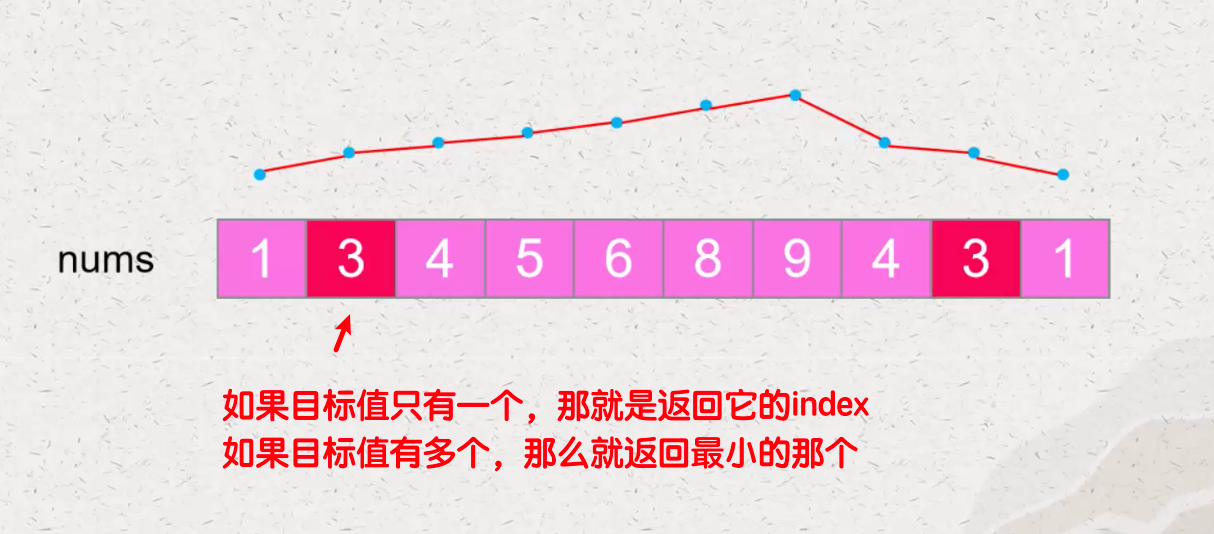 nums 1 3 4 5 6 8 9 4 3 1
如果目标值只有一个，那就是返回它的index
如果目标值有多个，那么就返回最小的那个